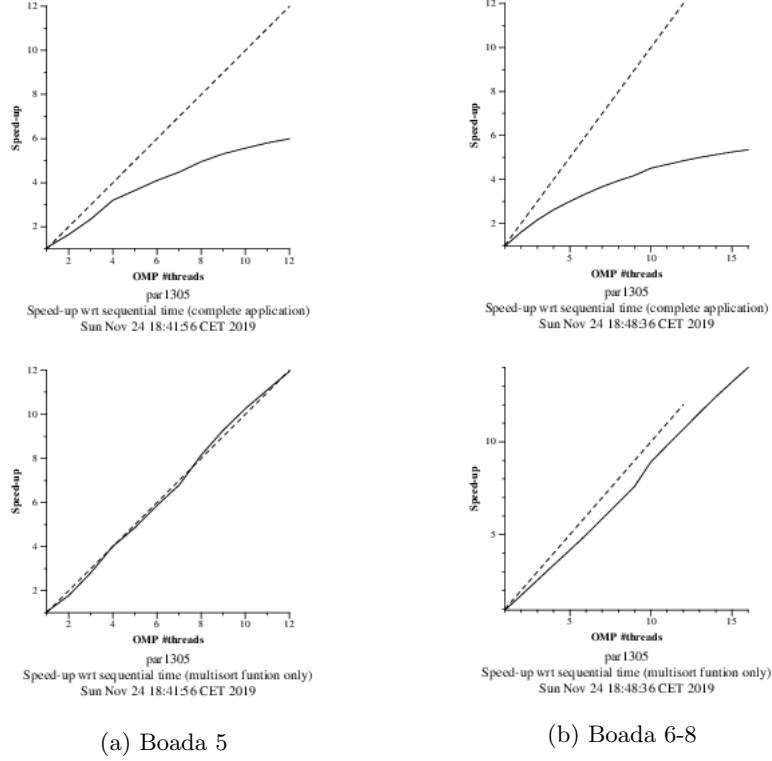 12
10
8
6
4
2
Speed-up
2
4
6
8
10
12
OMP #threads
par1305
Speed-up wrt sequential time (complete application)
Sun Nov 24 18:41:56 CET 2019
12
10
8
6
4
2
Speed-up
5
10
15
OMP #threads
par1305
Speed-up wrt sequential time (complete application)
Sun Nov 24 18:48:36 CET 2019
12
10
8
6
4
2
Speed-up
2
4
6
8
10
12
OMP #threads
par1305
Speed-up wrt sequential time (multisort funtion only)
Sun Nov 24 18:41:56 CET 2019
10
5
Speed-up
5
10
15
OMP #threads
par1305
Speed-up wrt sequential time (multisort funtion only)
Sun Nov 24 18:48:36 CET 2019
(a) Boada 5
(b) Boada 6-8